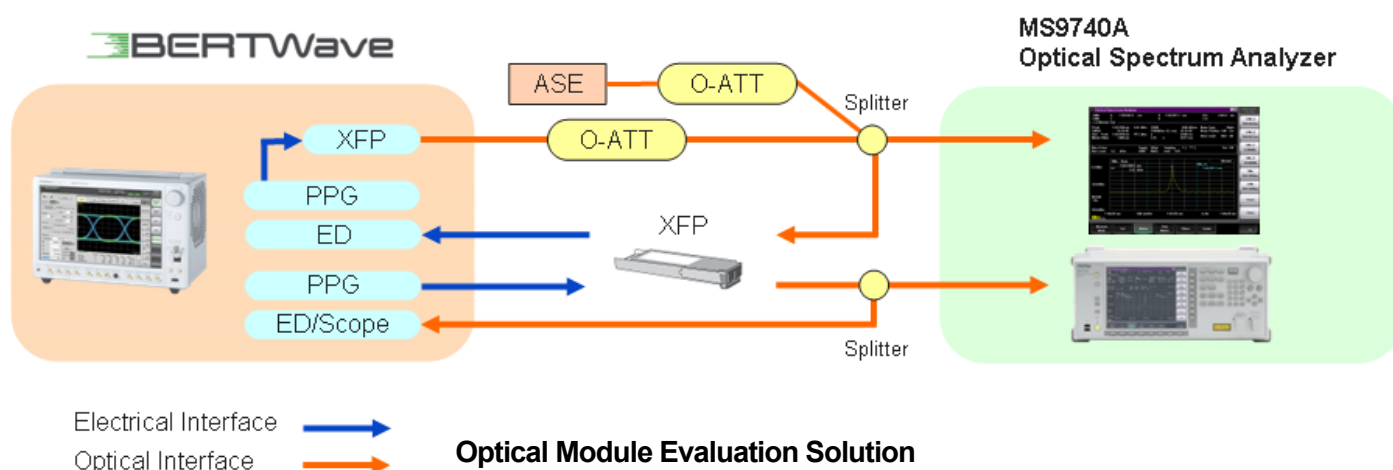 BERTWave
MS9740A
Optical Spectrum Analyzer
ASE
O-ATT
Splitter
XFP
O-ATT
PPG
ED
XFP
PPG
ED/Scope
Splitter
Electrical Interface
Optical Interface
Optical Module Evaluation Solution